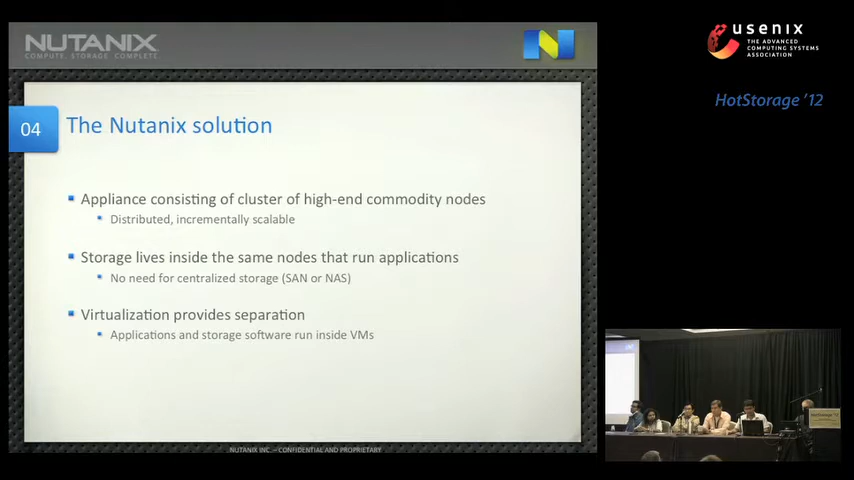 NUTANIX
COMPUTE. STORAGE. COMPLETE.
N
usenix
THE ADVANCED
COMPUTING SYSTEMS
ASSOCIATION
HotStorage '12
04
The Nutanix solution
Appliance consisting of cluster of high-end commodity nodes
Distributed, incrementally scalable
Storage lives inside the same nodes that run applications
No need for centralized storage (SAN or NAS)
Virtualization provides separation
Applications and storage software run inside VMs
NUTANIX INC. – CONFIDENTIAL AND PROPRIETARY
HotStorage '12